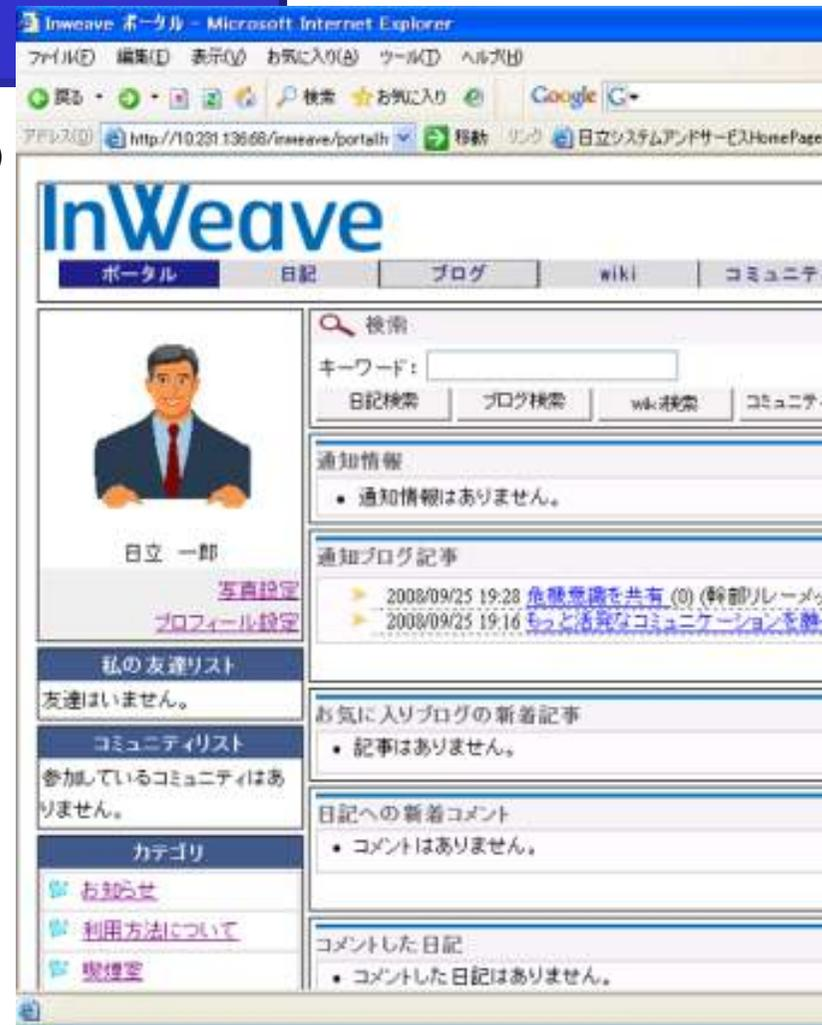 Inweave ポータル - Microsoft Internet Explorer
ファイル(F) 編集(E) 表示(V) お気に入り(A) ツール(T) ヘルプ(H)
戻る 検索 お気に入り Google G
アドレス(D) http://10.231.136.68/inweave/portalh 移動 リンク 日立システムアンドサービスHomePage
InWeave
ポータル 日記 ブログ wiki コミュニテ
検索
キーワード:
日記検索 ブログ検索 wiki検索 コミュニテ
通知情報
• 通知情報はありません。
日立 一郎
写真設定
プロフィール設定
通知ブログ記事
2008/09/25 19:28 危機意識を共有 (0) (幹部リレーメッ
2008/09/25 19:16 もっと活発なコミュニケーションを
私の友達リスト
友達はいません。
お気に入りブログの新着記事
• 記事はありません。
コミュニティリスト
参加しているコミュニティはあ
りません。
日記への新着コメント
• コメントはありません。
カテゴリ
お知らせ
利用方法について
喫煙室
コメントした日記
• コメントした日記はありません。